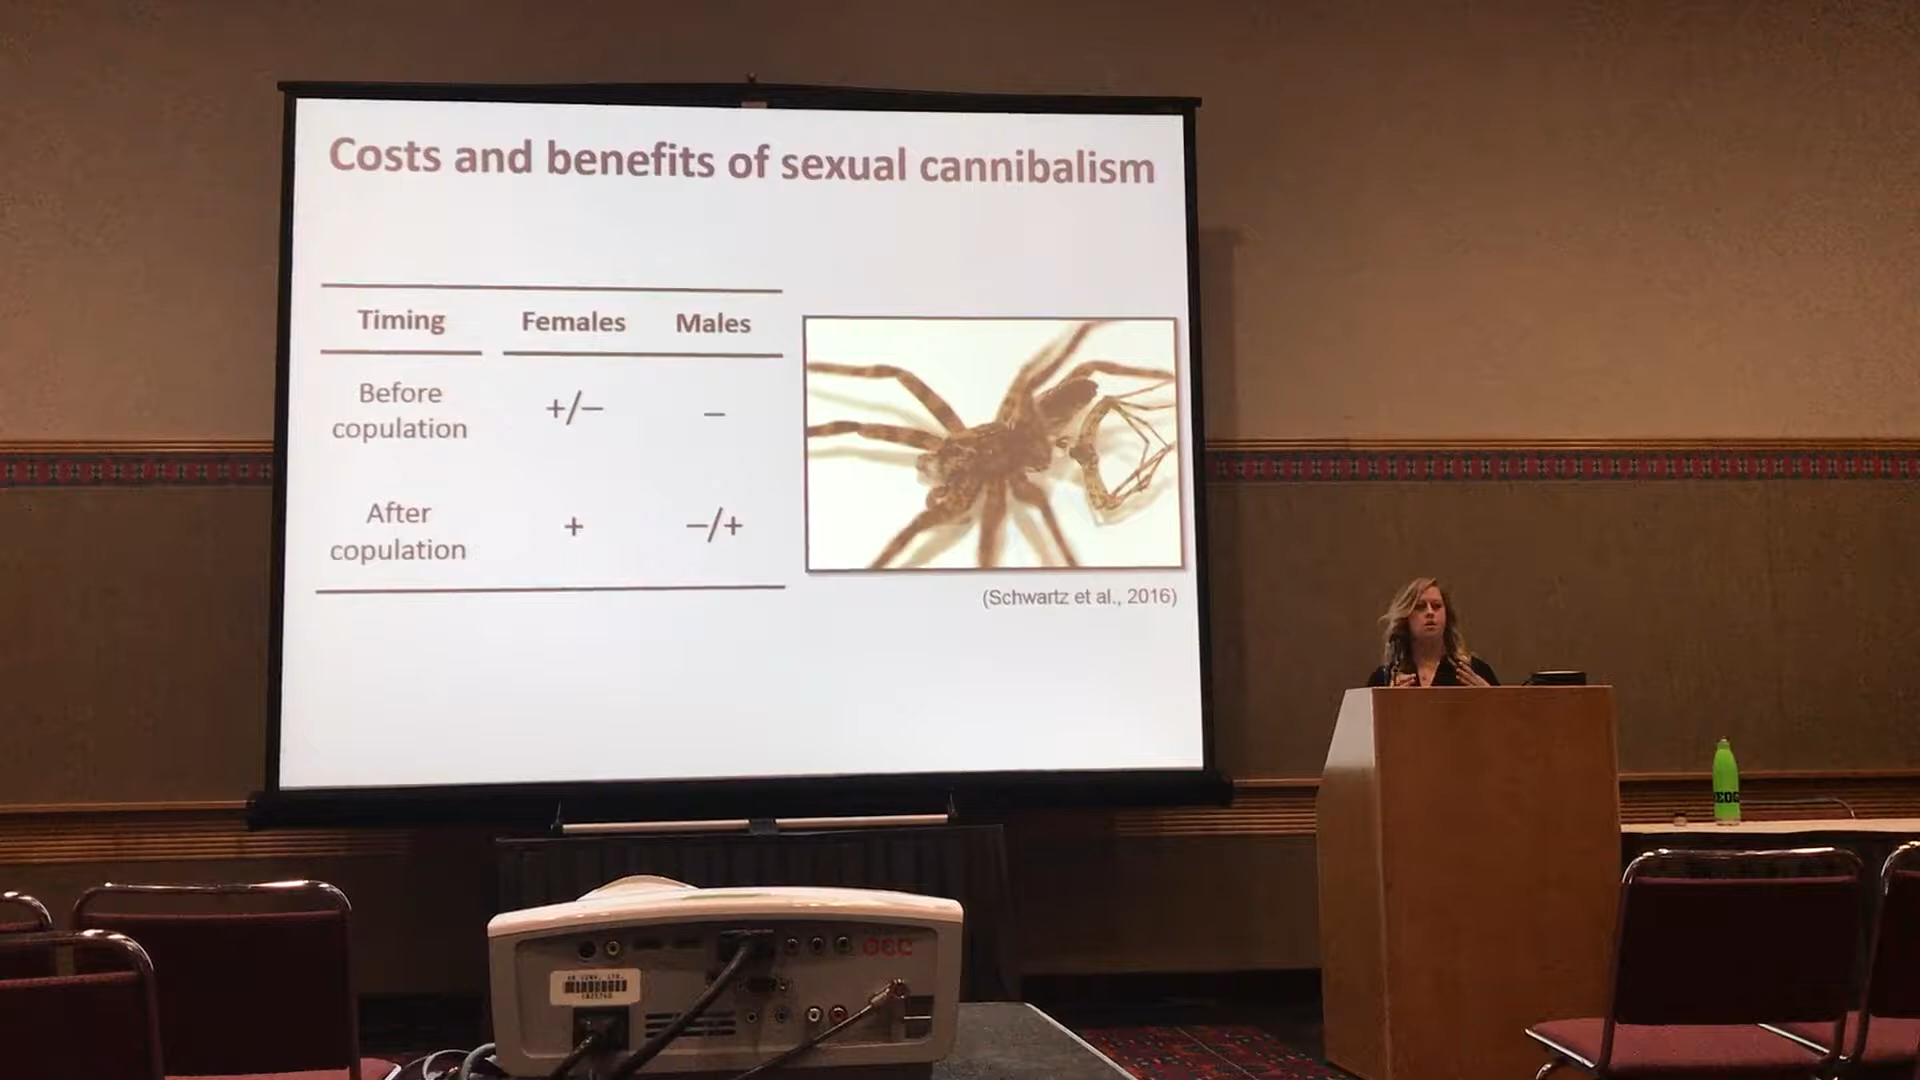 Costs and benefits of sexual cannibalism
Timing Females Males
Before
copulation
+/– –
After
copulation
+ –/+
(Schwartz et al., 2016)